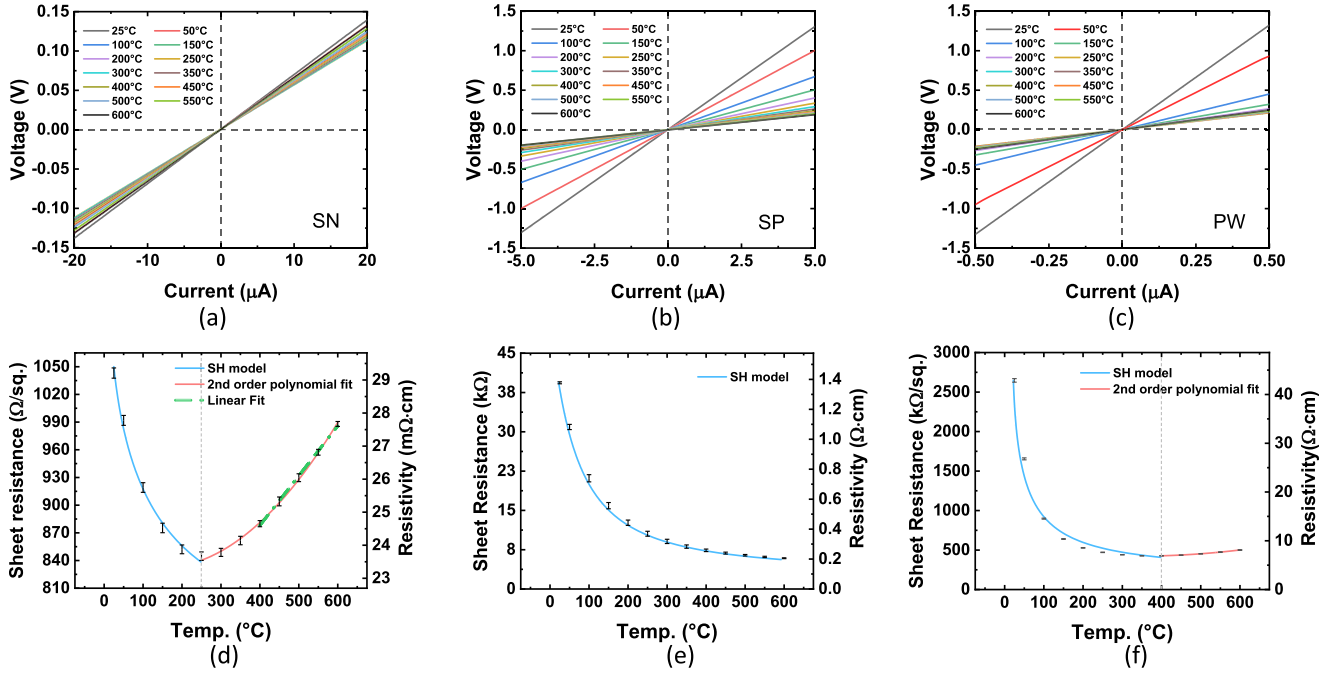 0.15
0.10
0.05
0.00
-0.05
-0.10
-0.15
Voltage (V)
25°C 50°C
100°C 150°C
200°C 250°C
300°C 350°C
400°C 450°C
500°C 550°C
600°C
SN
-20 -10 0 10 20
Current (μA)
(a)
1.5
1.0
0.5
0.0
-0.5
-1.0
-1.5
Voltage (V)
25°C 50°C
100°C 150°C
200°C 250°C
300°C 350°C
400°C 450°C
500°C 550°C
600°C
SP
-5.0 -2.5 0.0 2.5 5.0
Current (μA)
(b)
1.5
1.0
0.5
0.0
-0.5
-1.0
-1.5
Voltage (V)
25°C 50°C
100°C 150°C
200°C 250°C
300°C 350°C
400°C 450°C
500°C 550°C
600°C
PW
-0.50 -0.25 0.00 0.25 0.50
Current (μA)
(c)
1050
1020
990
960
930
900
870
840
810
Sheet resistance (Ω/sq.)
SH model
2nd order polynomial fit
Linear Fit
29
28
27
26
25
24
23
Resistivity (mΩ·cm)
0 100 200 300 400 500 600
Temp. (°C)
(d)
45
38
30
23
15
8
0
Sheet Resistance (kΩ)
SH model
1.4
1.2
1.0
0.8
0.6
0.4
0.2
0.0
Resistivity (Ω·cm)
0 100 200 300 400 500 600
Temp. (°C)
(e)
3000
2500
2000
1500
1000
500
0
Sheet Resistance (kΩ/sq.)
SH model
2nd order polynomial fit
40
30
20
10
0
Resistivity(Ω·cm)
0 100 200 300 400 500 600
Temp. (°C)
(f)